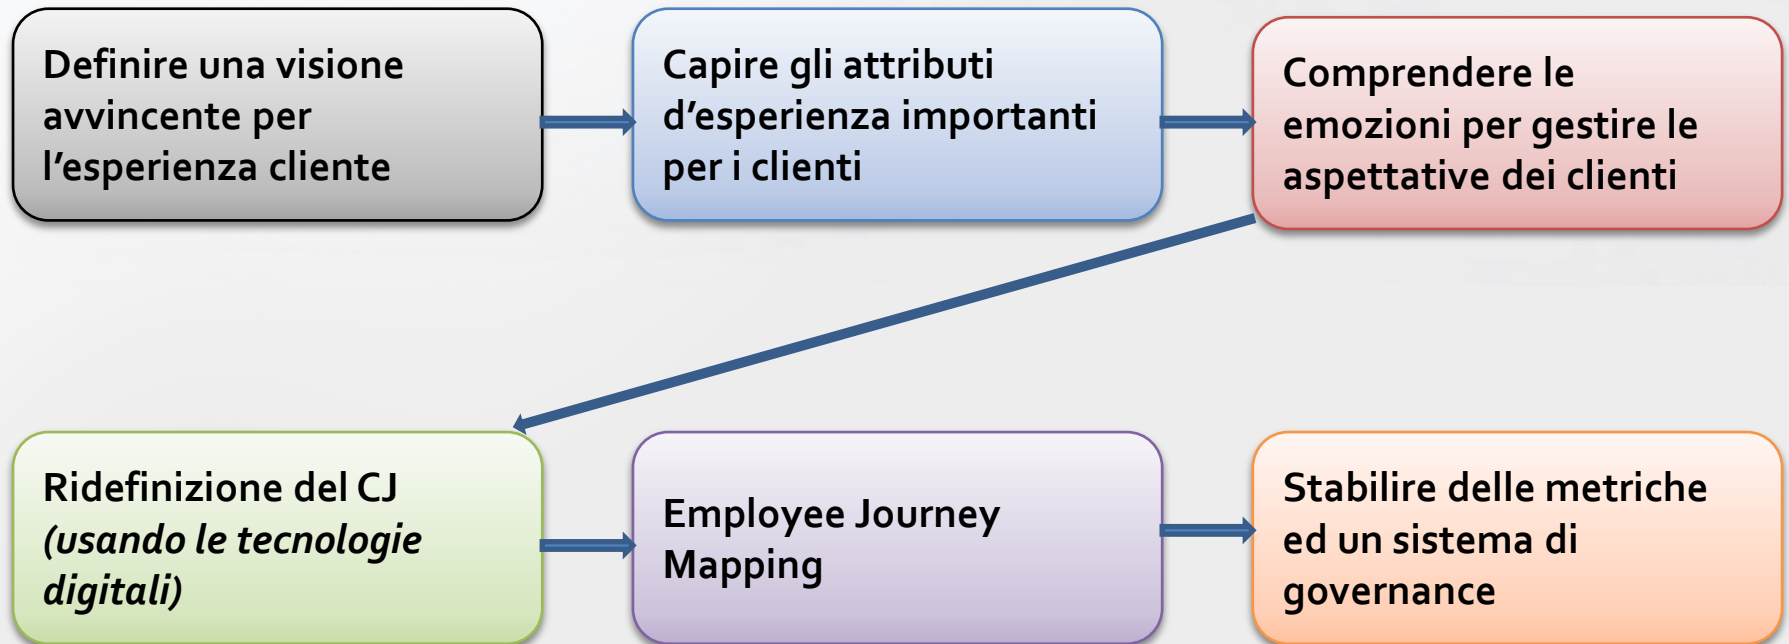 Definire una visione
avvincente per
l’esperienza cliente
Capire gli attributi
d’esperienza importanti
per i clienti
Comprendere le
emozioni per gestire le
aspettative dei clienti
Ridefinizione del CJ
(usando le tecnologie
digitali)
Employee Journey
Mapping
Stabilire delle metriche
ed un sistema di
governance